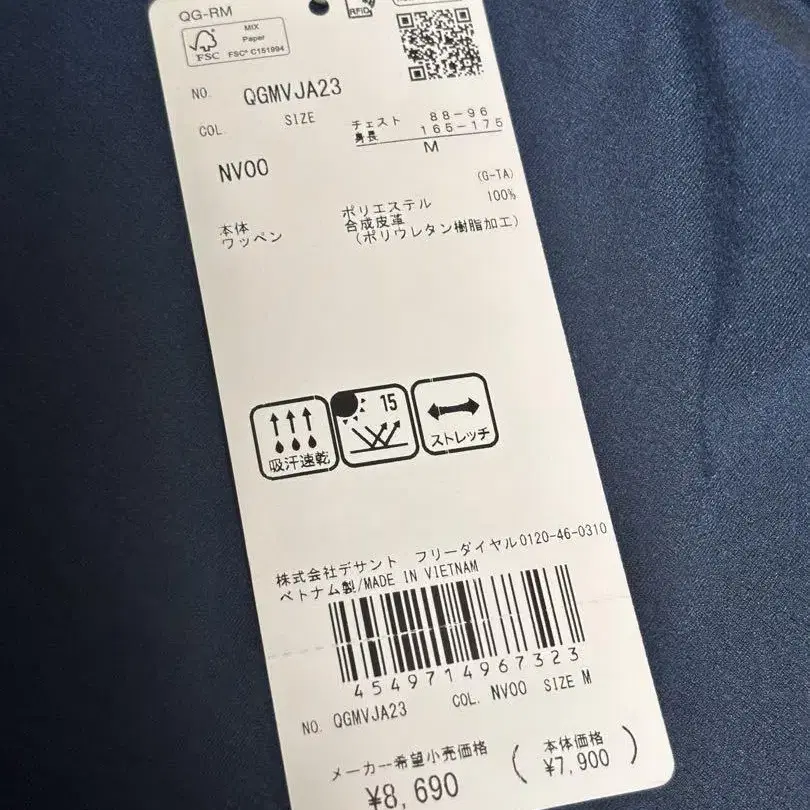 QG-RM
RFID
FSC
MIX
Paper
FSC® C151994
NO. QGMVJA23
COL. SIZE
チェスト 88-96
身長 165-175
M
NV00
(G-TA)
本体 ポリエステル 100%
ワッペン 合成皮革
(ポリウレタン樹脂加工)
吸汗速乾
15
ストレッチ
株式会社デサント フリーダイヤル0120-46-0310
ベトナム製/MADE IN VIETNAM
4549714967323
NO. QGMVJA23 COL. NV00 SIZE M
メーカー希望小売価格 (本体価格
¥8,690 ¥7,900)